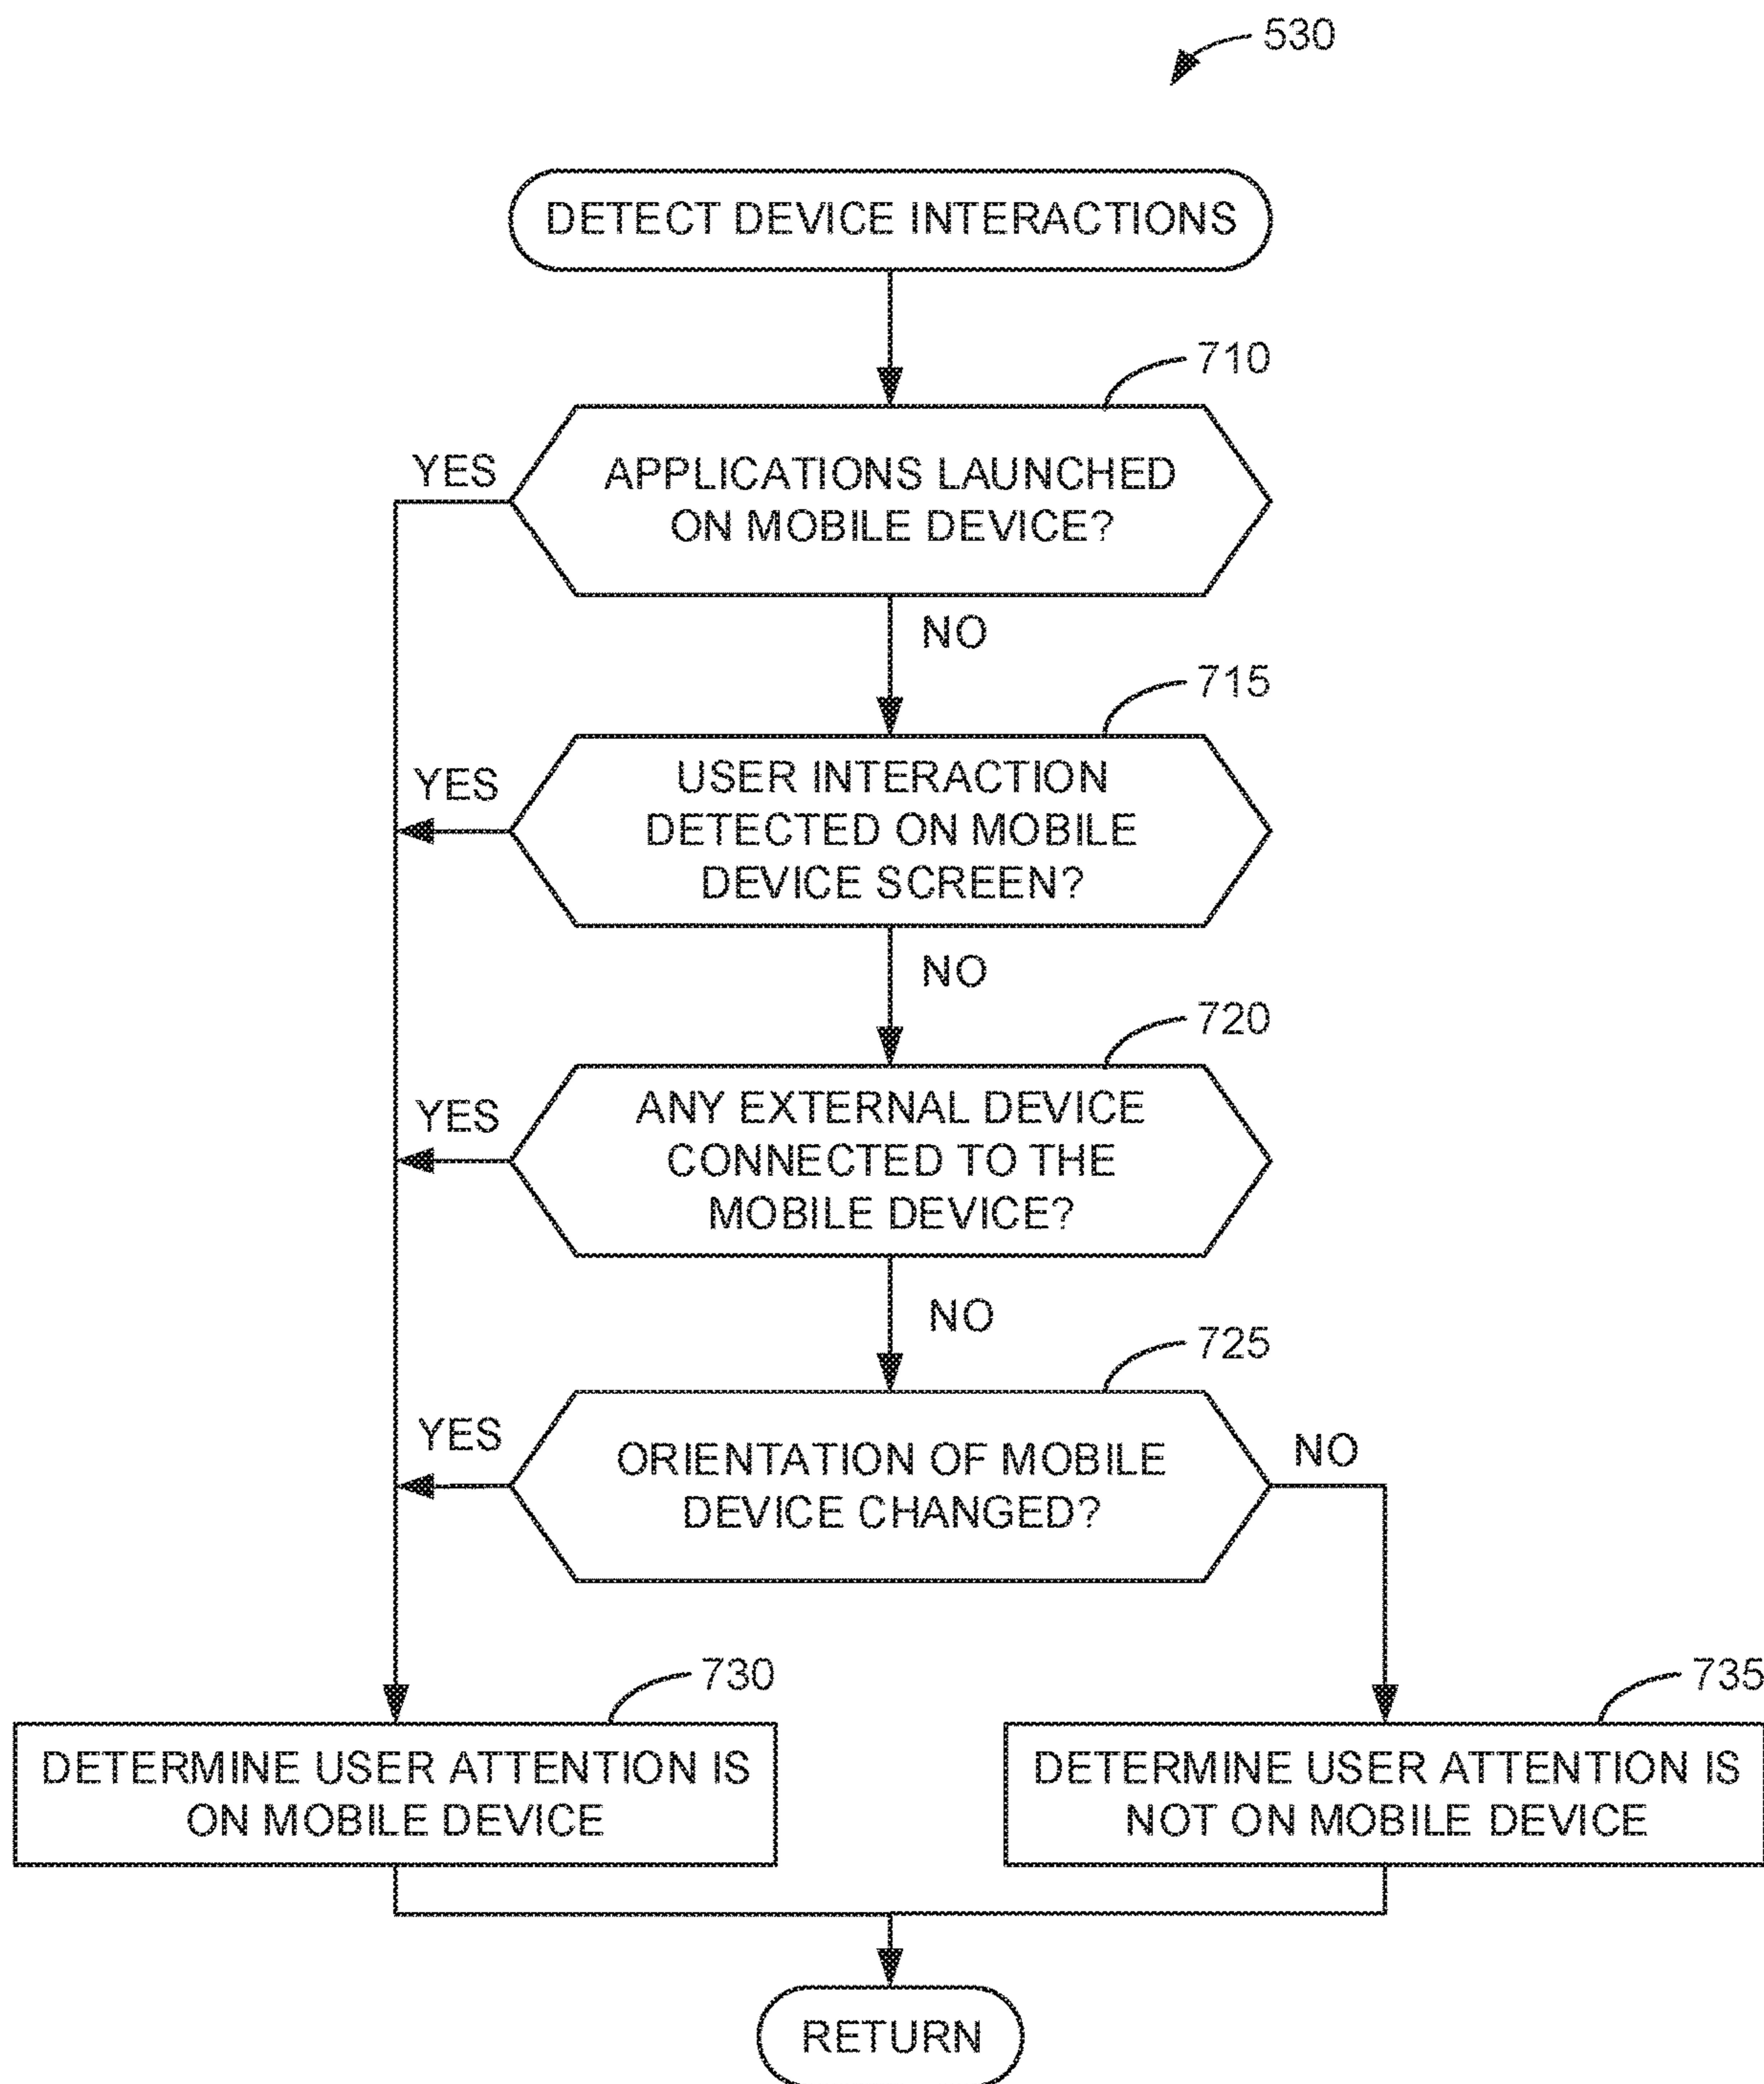 530
DETECT DEVICE INTERACTIONS
710
YES
APPLICATIONS LAUNCHED
ON MOBILE DEVICE?
NO
715
YES
USER INTERACTION
DETECTED ON MOBILE
DEVICE SCREEN?
NO
720
YES
ANY EXTERNAL DEVICE
CONNECTED TO THE
MOBILE DEVICE?
NO
725
YES
ORIENTATION OF MOBILE
DEVICE CHANGED?
NO
730
735
DETERMINE USER ATTENTION IS
ON MOBILE DEVICE
DETERMINE USER ATTENTION IS
NOT ON MOBILE DEVICE
RETURN